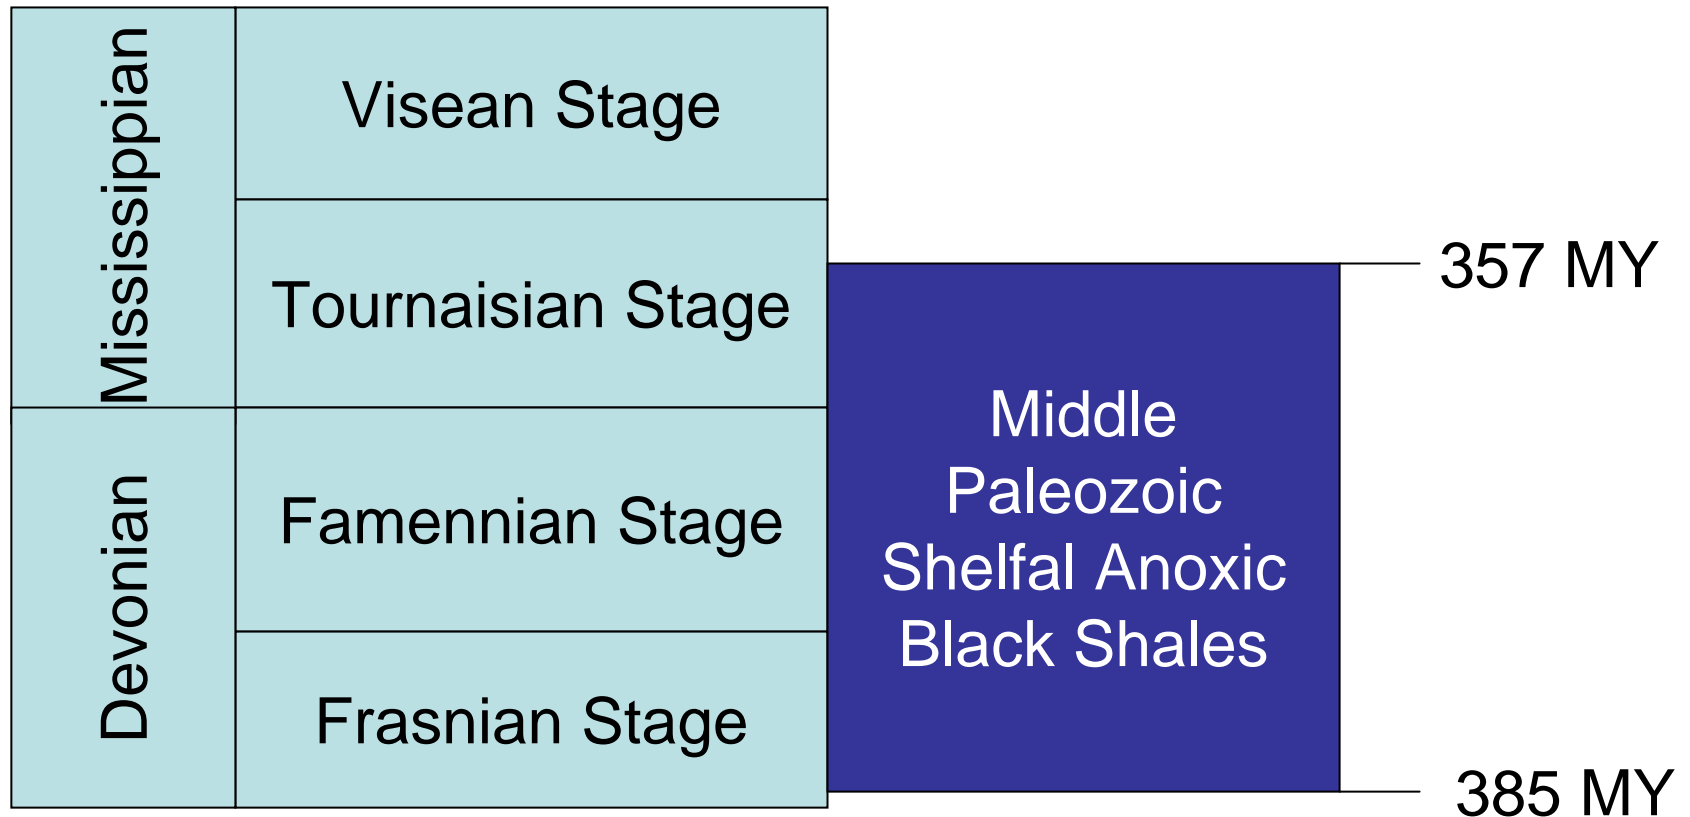 Mississippian
Visean Stage
Tournaisian Stage
Devonian
Famennian Stage
Frasnian Stage
Middle
Paleozoic
Shelfal Anoxic
Black Shales
357 MY
385 MY